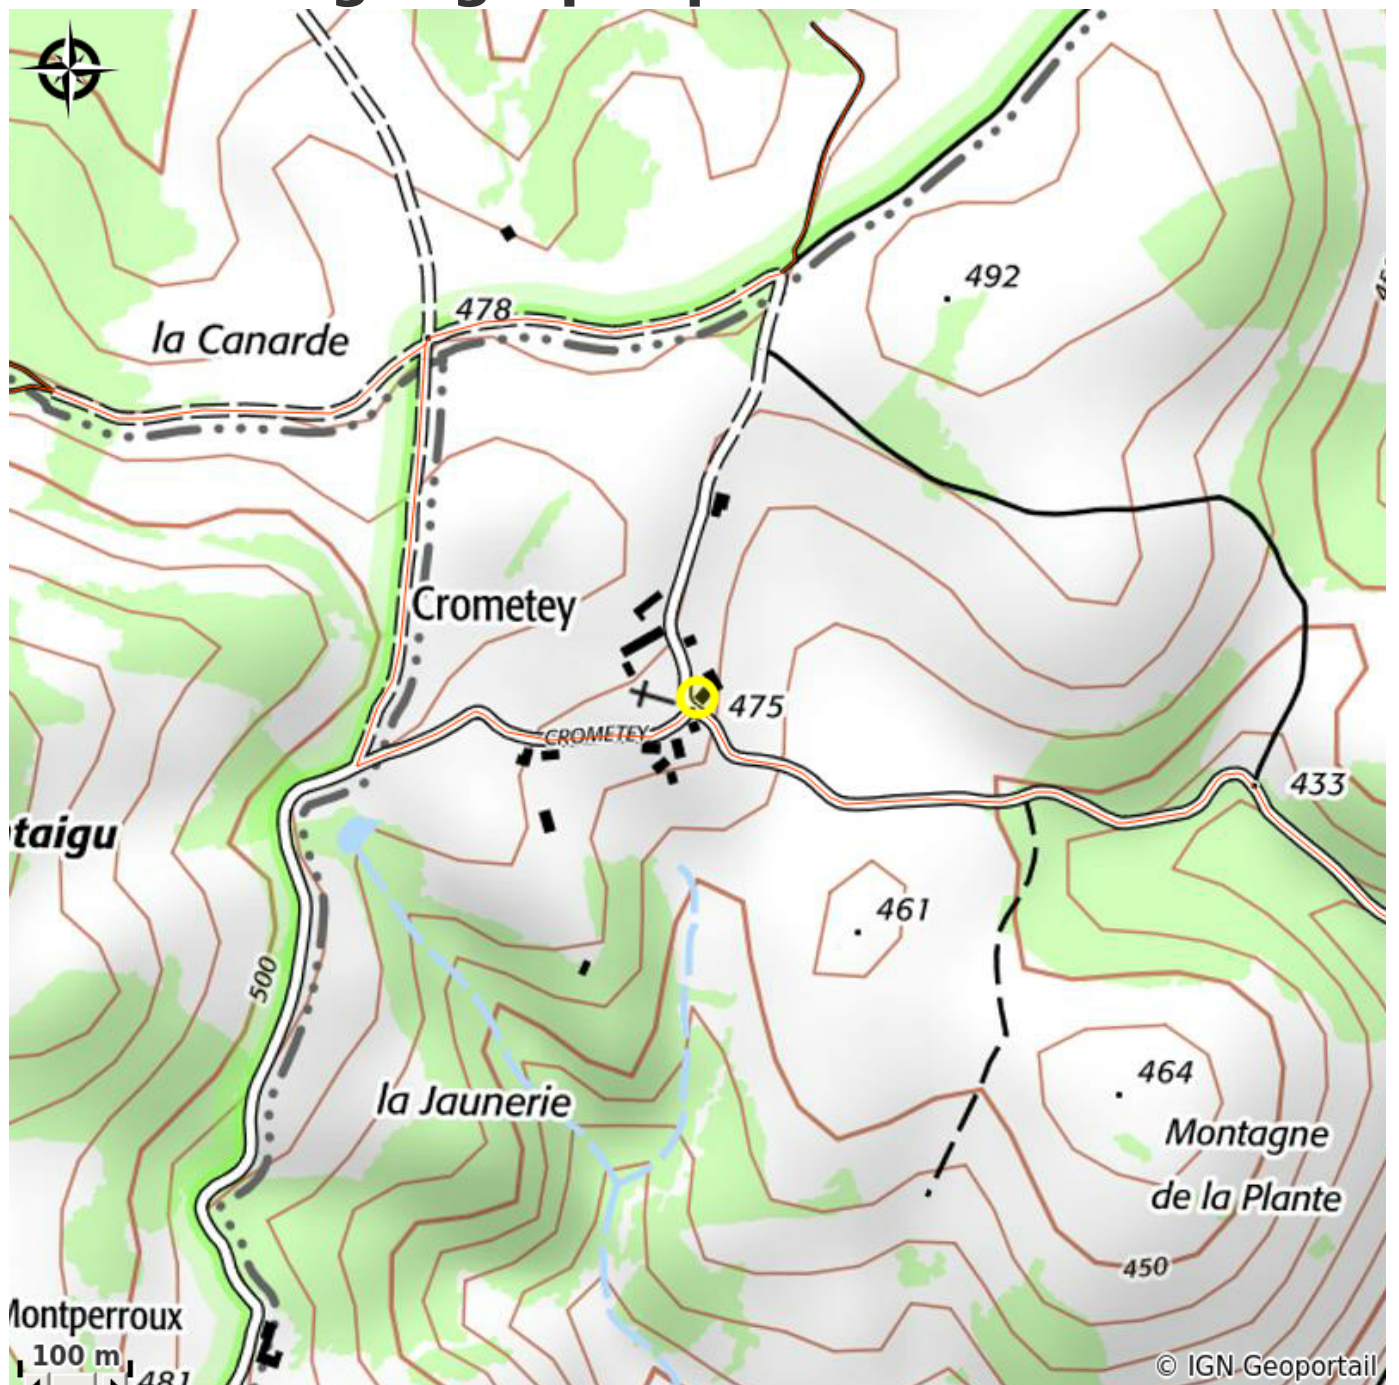 492
478
la Canarde
Crometey
475
CROMETEY
433
taigu
461
500
464
la Jaunerie
Montagne
de la Plante
450
Montperroux
100 m
481
© IGN Geoportail